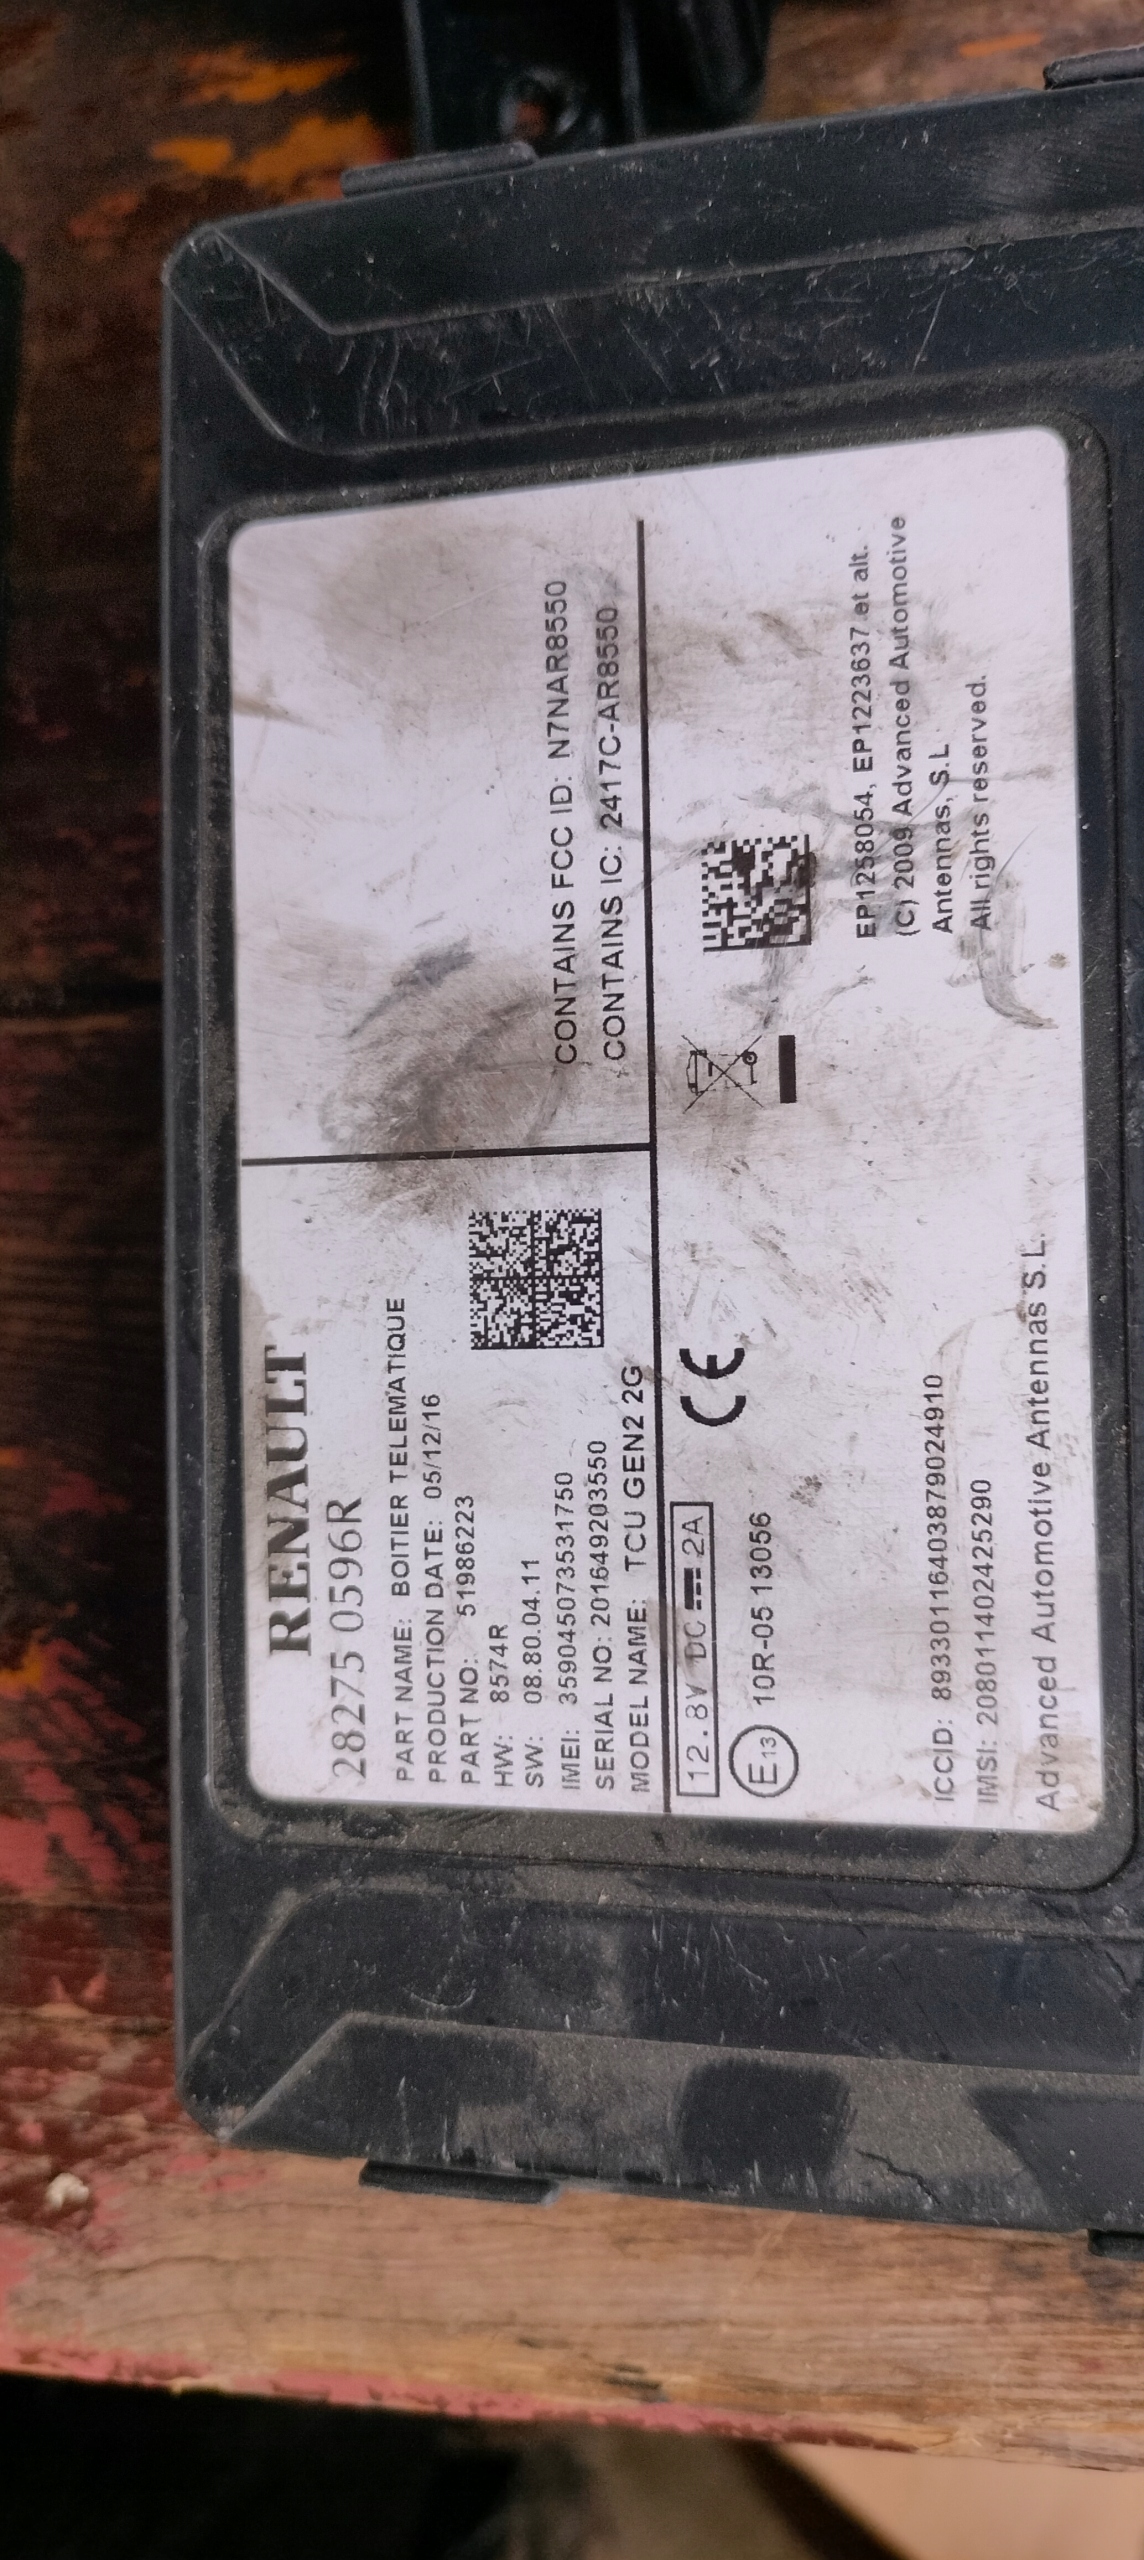 RENAULT
28275 0596R
PART NAME: BOITIER TELEMATIQUE
PRODUCTION DATE: 05/12/16
PART NO: 51986223
HW: 8574R
SW: 08.80.04.11
IMEI: 359045073531750
SERIAL NO: 201649203550
MODEL NAME: TCU GEN2 2G
CONTAINS FCC ID: N7NAR8550
CONTAINS IC: 2417C-AR8550
12.8V DC 2A
CE
E13 10R-0513056
EP1258054, EP1223637 et alt.
(C) 2009 Advanced Automotive
Antennas, S.L
All rights reserved.
ICCID: 89330116403879024910
IMSI: 208011402425290
Advanced Automotive Antennas S.L.